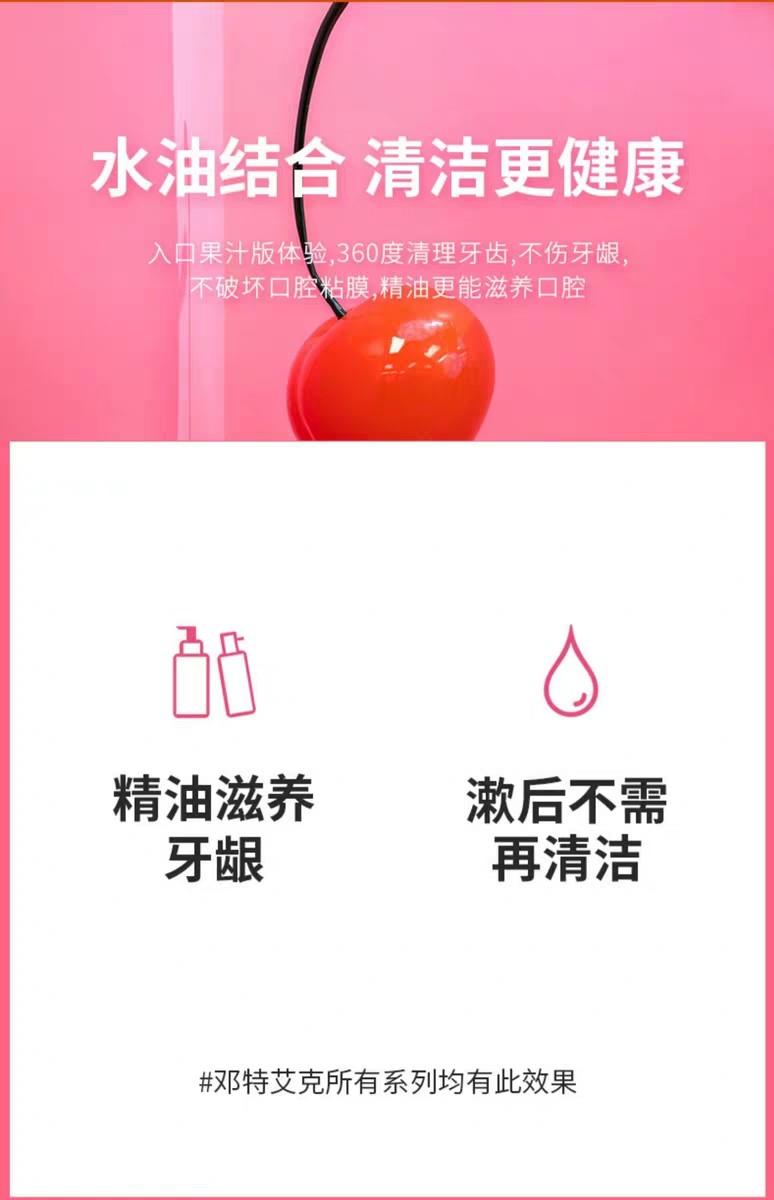 水油结合 清洁更健康
入口果汁版体验,360度清理牙齿,不伤牙龈,
不破坏口腔粘膜,精油更能滋养口腔
精油滋养
牙龈
漱后不需
再清洁
#邓特艾克所有系列均有此效果